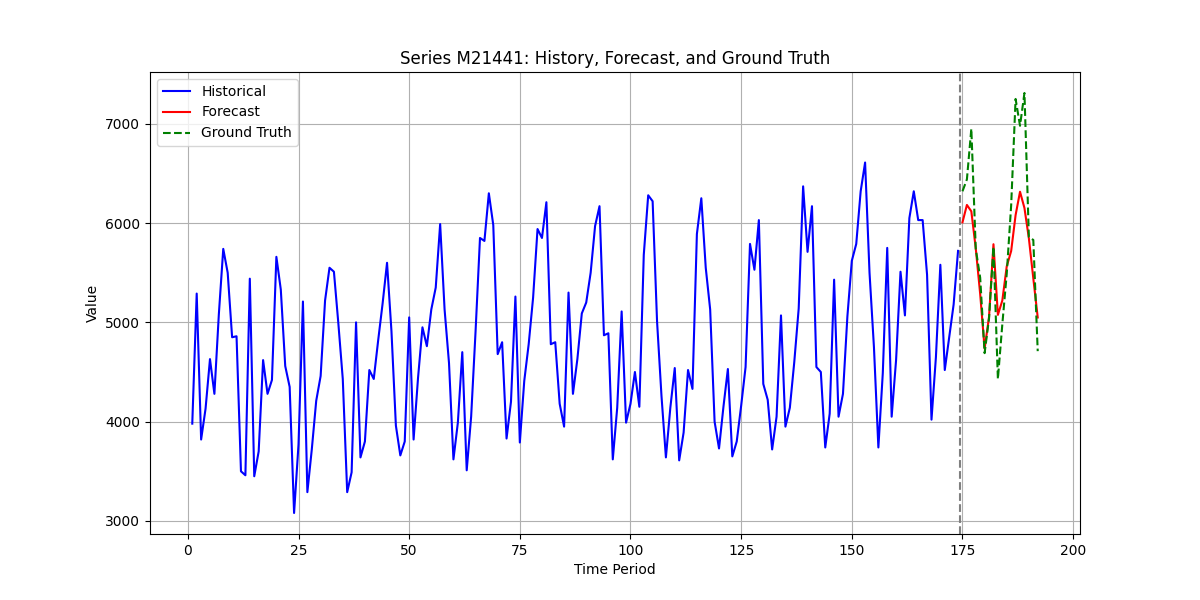 Series M21441: History, Forecast, and Ground Truth
Historical
Forecast
Ground Truth
Value
7000
6000
5000
4000
3000
0 25 50 75 100 125 150 175 200
Time Period